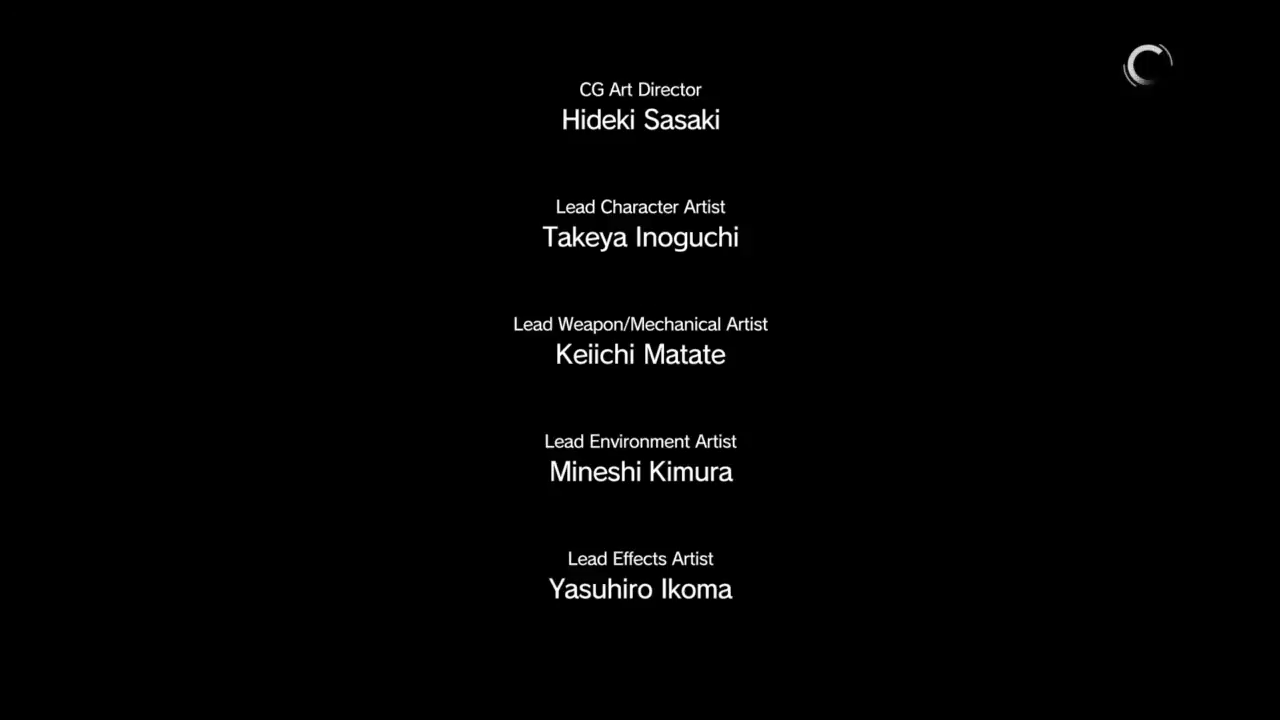 CG Art Director
Hideki Sasaki
Lead Character Artist
Takeya Inoguchi
Lead Weapon/Mechanical Artist
Keiichi Matate
Lead Environment Artist
Mineshi Kimura
Lead Effects Artist
Yasuhiro Ikoma